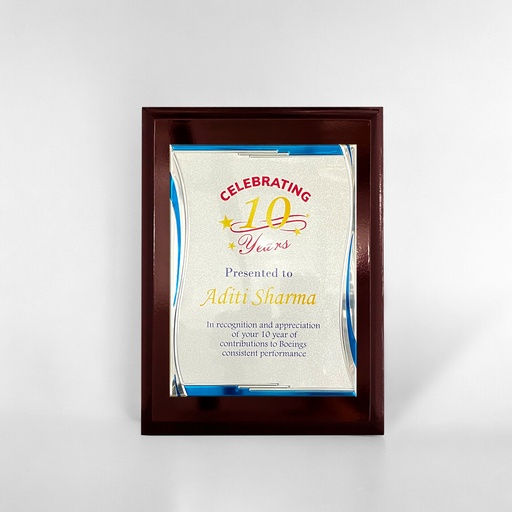 CELEBRATING
10
Years
Presented to
Aditi Sharma
In recognition and appreciation
of your 10 year of
contributions to Boeings
consistent performance